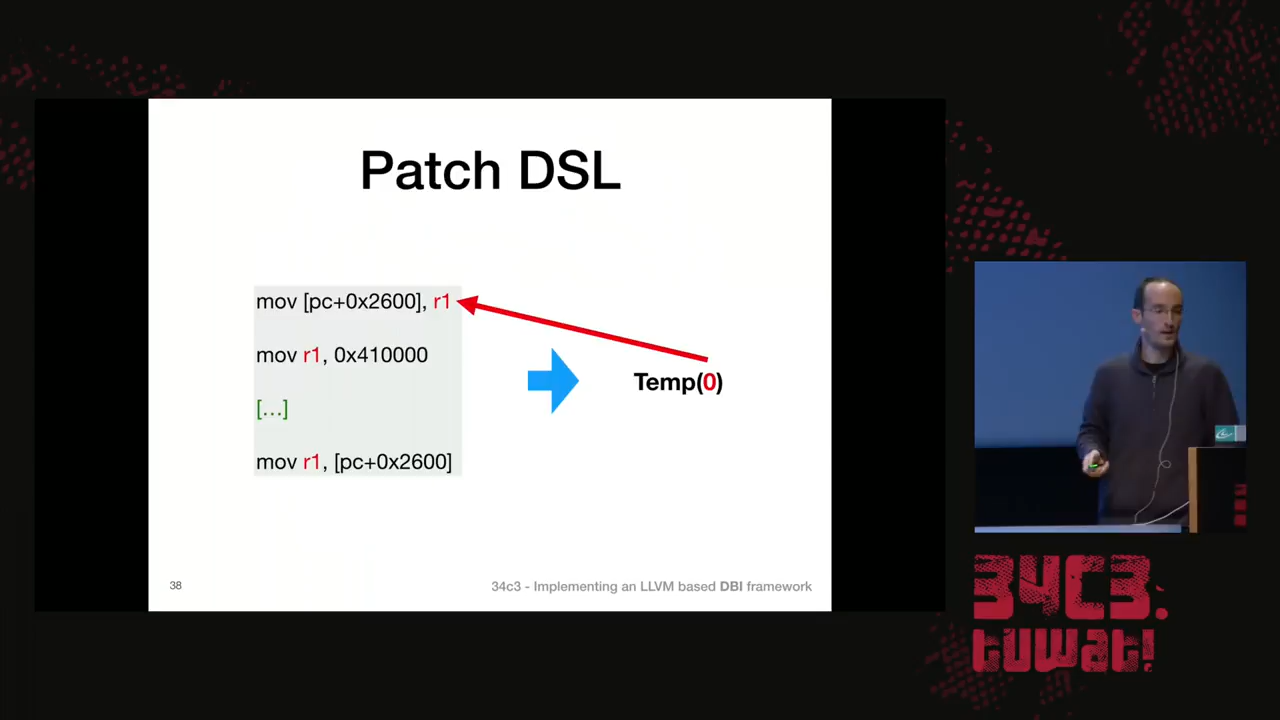 Patch DSL
mov [pc+0x2600], r1
mov r1, 0x410000
[...]
mov r1, [pc+0x2600]
Temp(0)
38
34c3 - Implementing an LLVM based DBI framework
34C3.
tuwat!